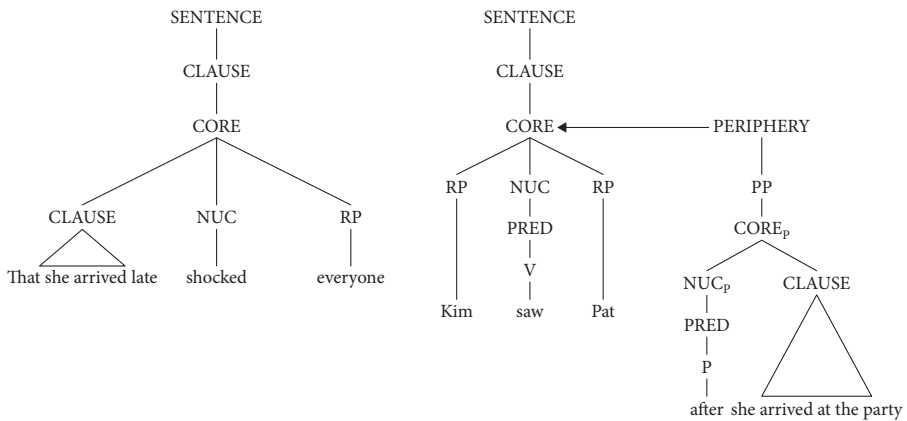 SENTENCE SENTENCE
CLAUSE CLAUSE
CORE CORE PERIPHERY
RP NUC RP PP
CLAUSE NUC RP PRED COREP
That she arrived late shocked everyone V NUCP CLAUSE
Kim saw Pat PRED
P
after she arrived at the party